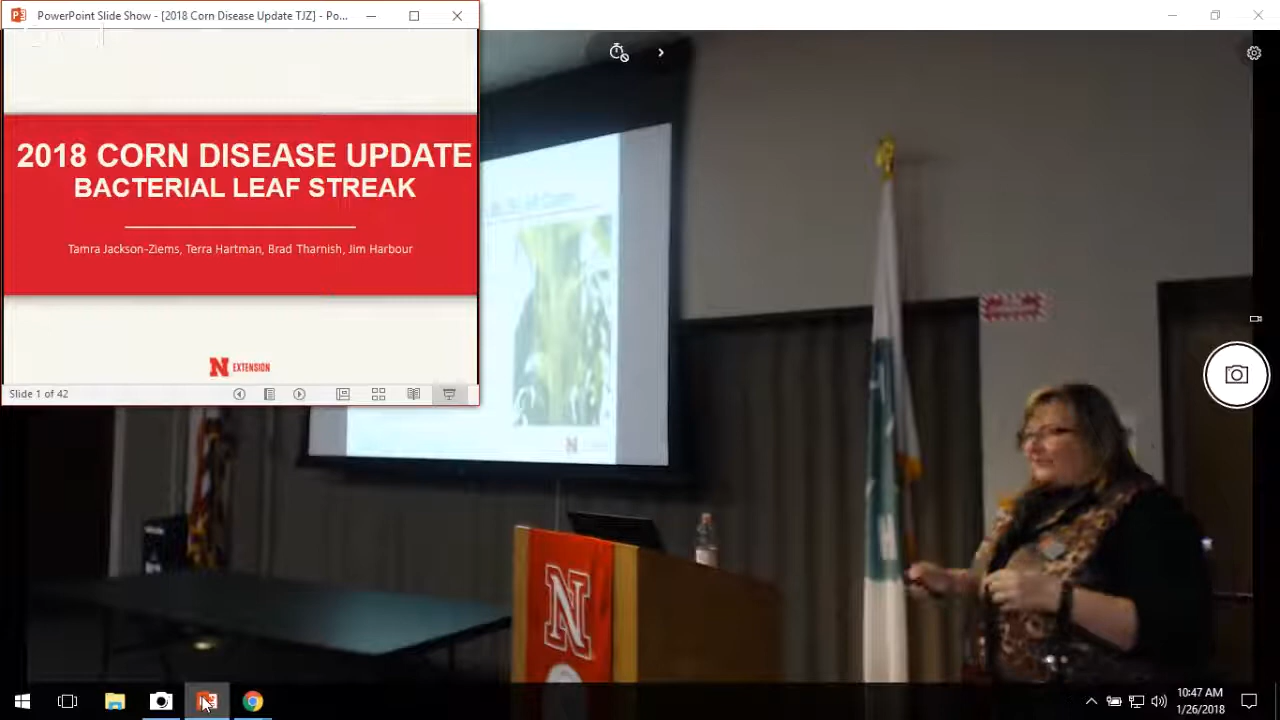 PowerPoint Slide Show - [2018 Corn Disease Update TJZ] - Po...
2018 CORN DISEASE UPDATE
BACTERIAL LEAF STREAK
Tamra Jackson-Ziems, Terra Hartman, Brad Tharnish, Jim Harbour
N EXTENSION
Slide 1 of 42
N
N
10:47 AM
1/26/2018